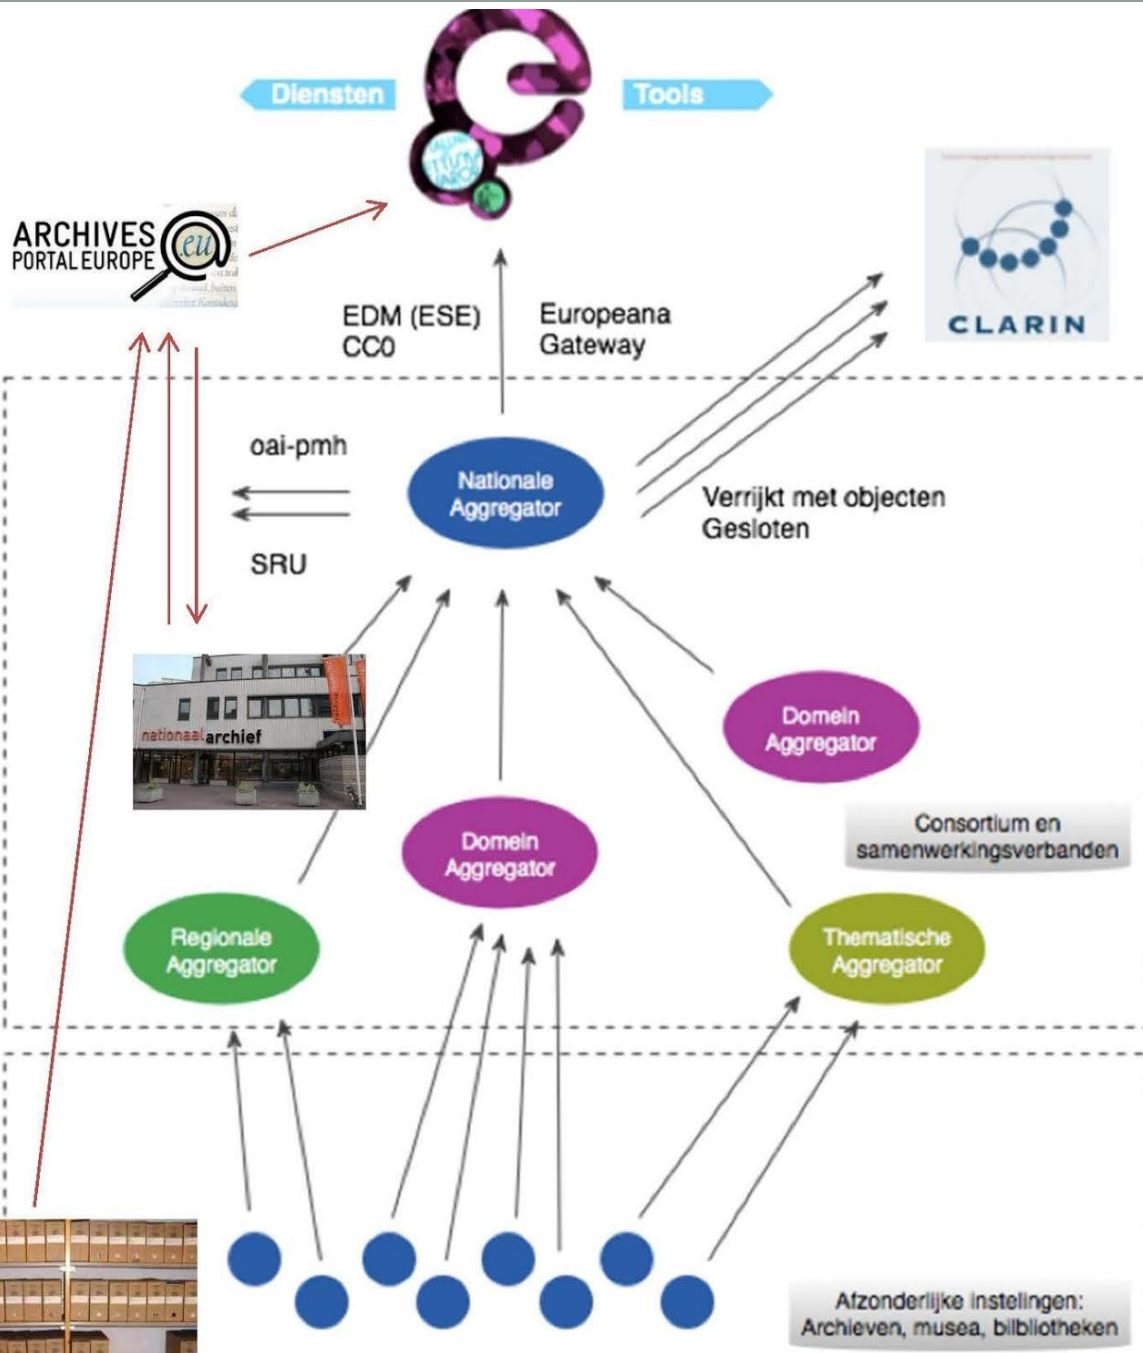 Diensten
Tools
ARCHIVES
PORTAL EUROPE
.eu
CLARIN
EDM (ESE)
CC0
Europeana
Gateway
oai-pmh
SRU
Nationale
Aggregator
Verrijkt met objecten
Gesloten
nationaalarchief
Domein
Aggregator
Domein
Aggregator
Consortium en
samenwerkingsverbanden
Regionale
Aggregator
Thematische
Aggregator
Afzonderlijke instelingen:
Archieven, musea, bilbliotheken